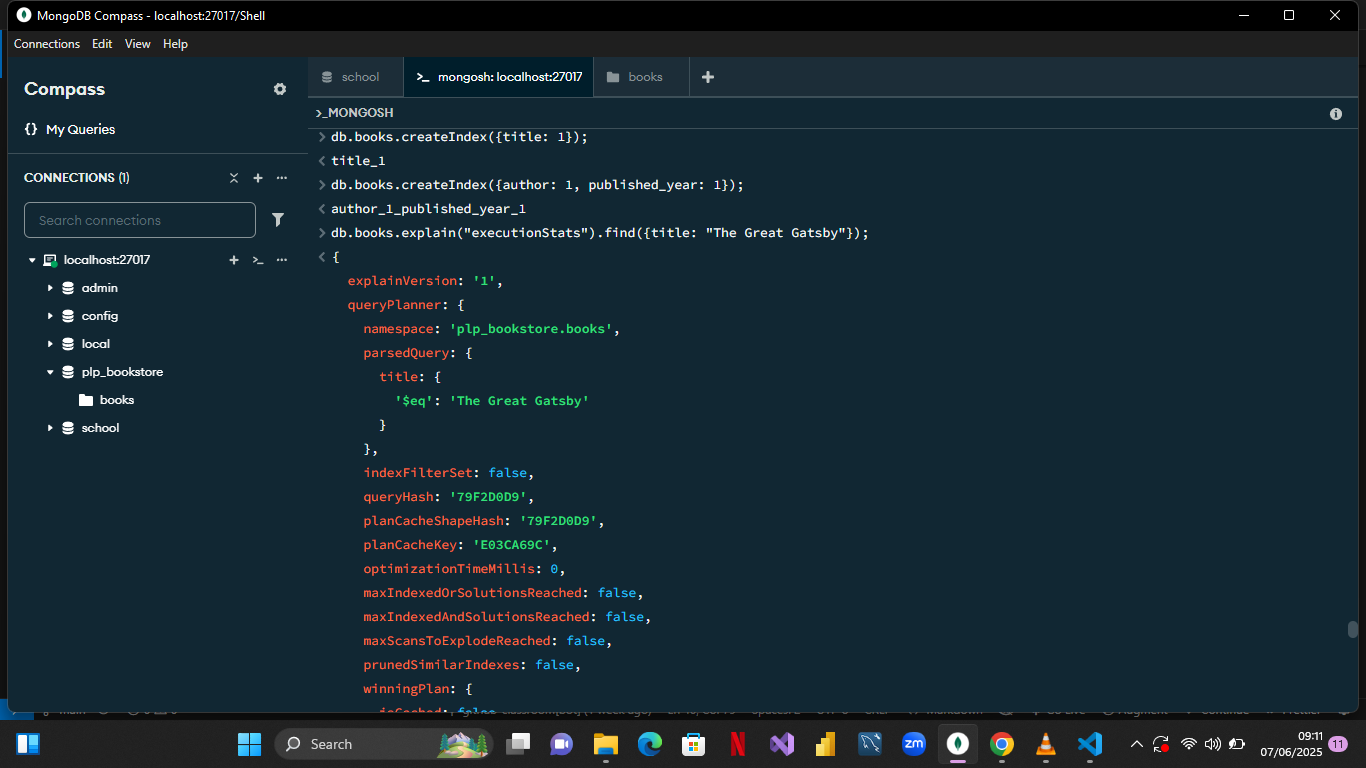 MongoDB Compass - localhost:27017/Shell
Connections Edit View Help
Compass
{} My Queries
CONNECTIONS (1)
Search connections
localhost:27017
admin
config
local
plp_bookstore
books
school
school
>_ mongosh: localhost:27017
books
>_MONGOSH
> db.books.createIndex({title: 1});
< title_1
> db.books.createIndex({author: 1, published_year: 1});
< author_1_published_year_1
> db.books.explain("executionStats").find({title: "The Great Gatsby"});
< {
explainVersion: '1',
queryPlanner: {
namespace: 'plp_bookstore.books',
parsedQuery: {
title: {
'$eq': 'The Great Gatsby'
}
},
indexFilterSet: false,
queryHash: '79F2D0D9',
planCacheShapeHash: '79F2D0D9',
planCacheKey: 'E03CA69C',
optimizationTimeMillis: 0,
maxIndexedOrSolutionsReached: false,
maxIndexedAndSolutionsReached: false,
maxScansToExplodeReached: false,
prunedSimilarIndexes: false,
winningPlan: {
isCached: false,
Search
zm
09:11
07/06/2025
11